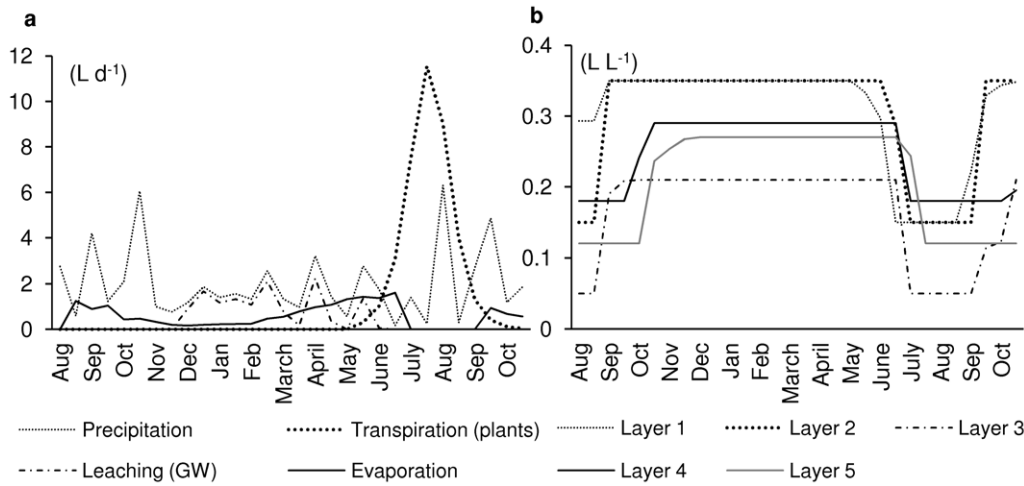 a
b
(L d-1)
12
10
8
6
4
2
0
Aug
Sep
Oct
Nov
Dec
Jan
Feb
March
April
May
June
July
Aug
Sep
Oct
(L L-1)
0.4
0.3
0.2
0.1
0
Aug
Sep
Oct
Nov
Dec
Jan
Feb
March
April
May
June
July
Aug
Sep
Oct
Precipitation Transpiration (plants) Layer 1 Layer 2 Layer 3
Leaching (GW) Evaporation Layer 4 Layer 5